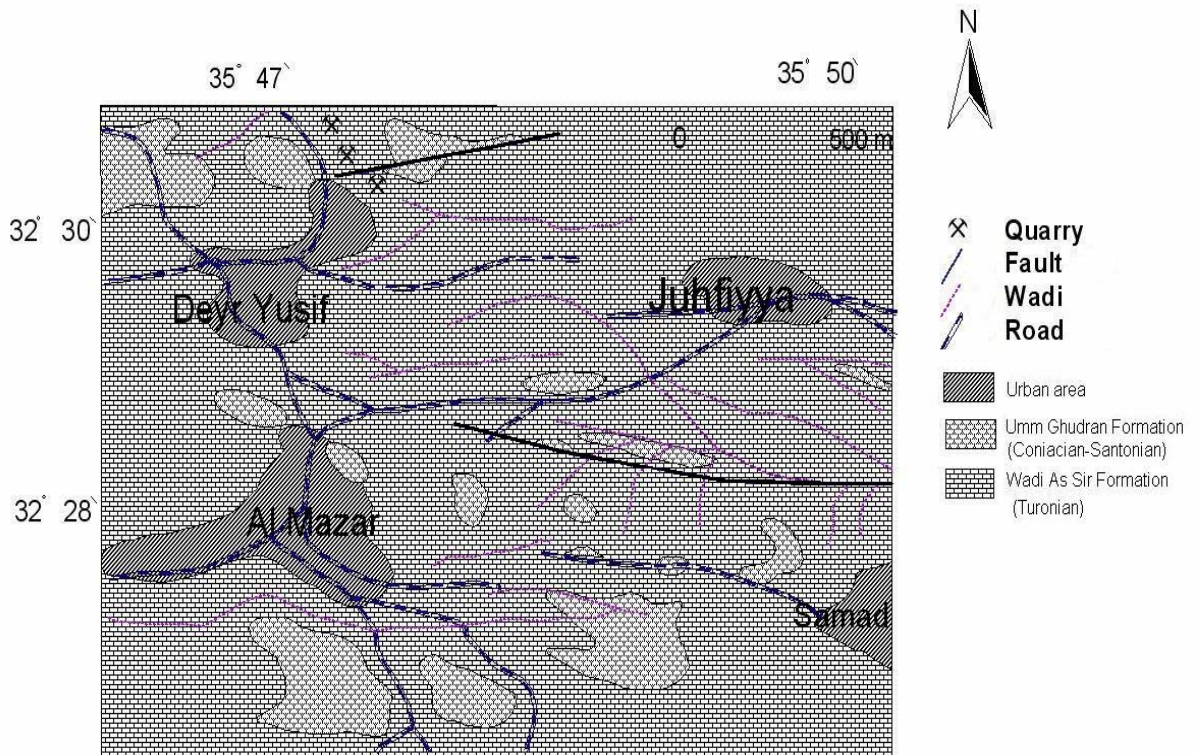 N
35° 47‵
35° 50‵
0 500 m
32° 30‵
Deyr Yusif
Juhfiyya
32° 28‵
Al Mazar
Samad
Quarry
Fault
Wadi
Road
Urban area
Umm Ghudran Formation
(Coniacian-Santonian)
Wadi As Sir Formation
(Turonian)